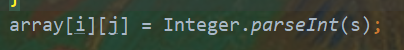 array[i][j] = Integer.parseInt(s);